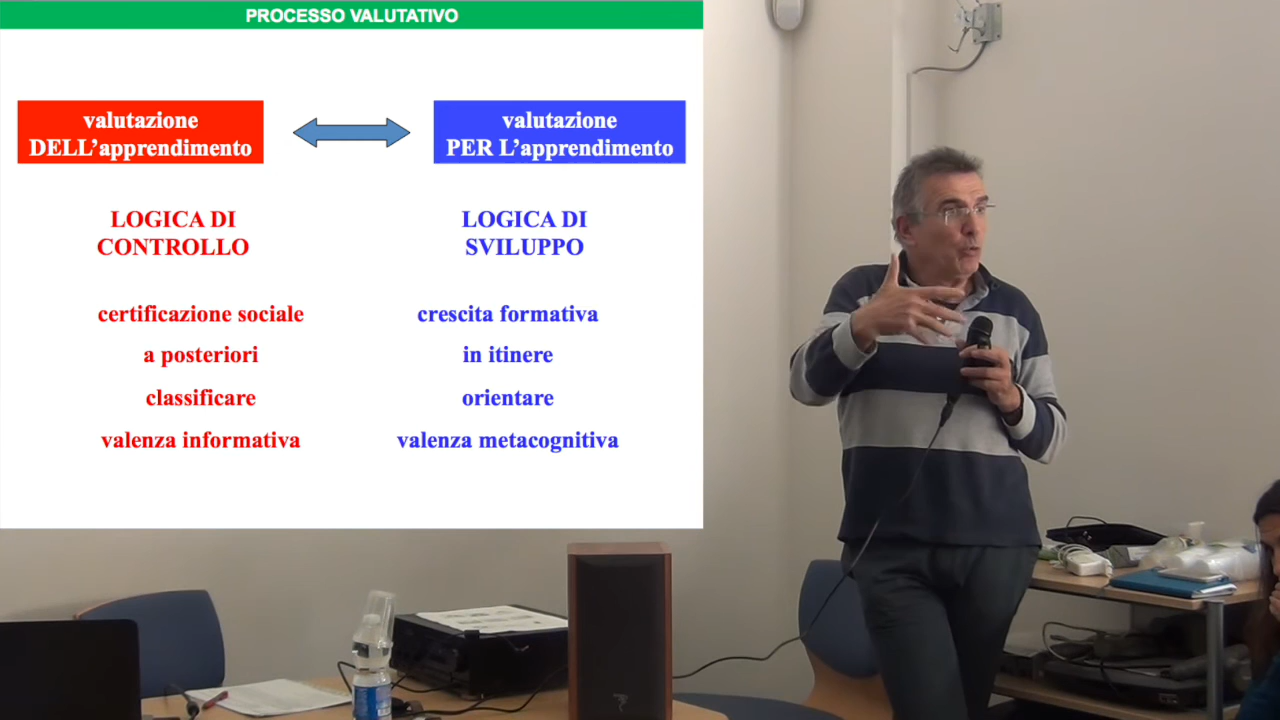 PROCESSO VALUTATIVO
valutazione
DELL'apprendimento
valutazione
PER L'apprendimento
LOGICA DI
CONTROLLO
LOGICA DI
SVILUPPO
certificazione sociale
crescita formativa
a posteriori
in itinere
classificare
orientare
valenza informativa
valenza metacognitiva